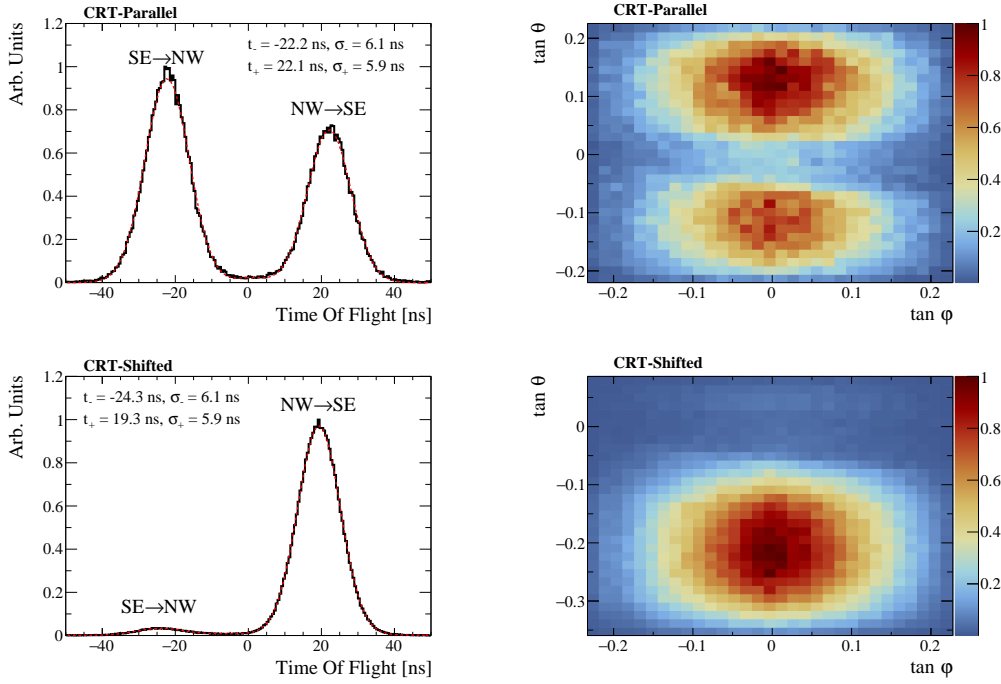 CRT-Parallel
Arb. Units
1.2
1
0.8
0.6
0.4
0.2
0
SE→NW
NW→SE
t₋ = -22.2 ns, σ₋ = 6.1 ns
t₊ = 22.1 ns, σ₊ = 5.9 ns
−40 −20 0 20 40
Time Of Flight [ns]
CRT-Parallel
tan θ
0.2
0.1
0
−0.1
−0.2
−0.2 −0.1 0 0.1 0.2
tan φ
1
0.8
0.6
0.4
0.2
CRT-Shifted
Arb. Units
1.2
1
0.8
0.6
0.4
0.2
0
t₋ = -24.3 ns, σ₋ = 6.1 ns
t₊ = 19.3 ns, σ₊ = 5.9 ns
NW→SE
SE→NW
−40 −20 0 20 40
Time Of Flight [ns]
CRT-Shifted
tan θ
0
−0.1
−0.2
−0.3
−0.2 −0.1 0 0.1 0.2
tan φ
1
0.8
0.6
0.4
0.2